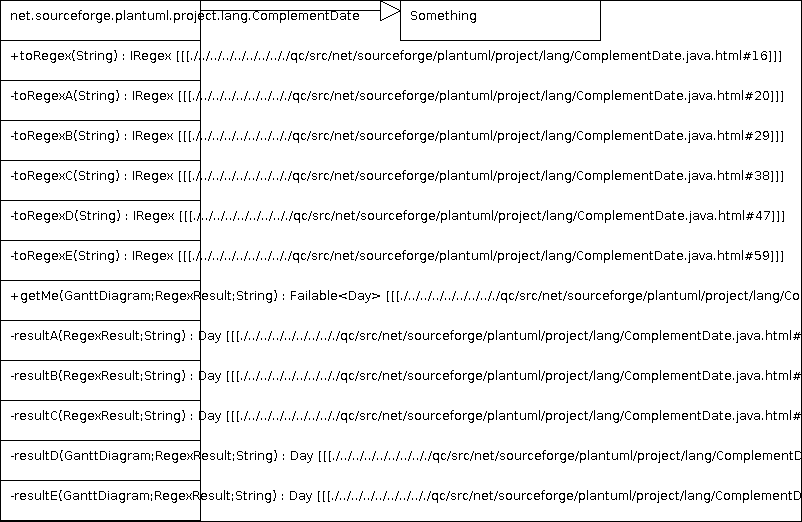 net.sourceforge.plantuml.project.lang.ComplementDate
Something
+toRegex(String) : IRegex [[[./../../../../../../../../qc/src/net/sourceforge/plantuml/project/lang/ComplementDate.java.html#16]]]
-toRegexA(String) : IRegex [[[./../../../../../../../../qc/src/net/sourceforge/plantuml/project/lang/ComplementDate.java.html#20]]]
-toRegexB(String) : IRegex [[[./../../../../../../../../qc/src/net/sourceforge/plantuml/project/lang/ComplementDate.java.html#29]]]
-toRegexC(String) : IRegex [[[./../../../../../../../../qc/src/net/sourceforge/plantuml/project/lang/ComplementDate.java.html#38]]]
-toRegexD(String) : IRegex [[[./../../../../../../../../qc/src/net/sourceforge/plantuml/project/lang/ComplementDate.java.html#47]]]
-toRegexE(String) : IRegex [[[./../../../../../../../../qc/src/net/sourceforge/plantuml/project/lang/ComplementDate.java.html#59]]]
+getMe(GanttDiagram;RegexResult;String) : Failable<Day> [[[./../../../../../../../../qc/src/net/sourceforge/plantuml/project/lang/Co
-resultA(RegexResult;String) : Day [[[./../../../../../../../../qc/src/net/sourceforge/plantuml/project/lang/ComplementDate.java.html#
-resultB(RegexResult;String) : Day [[[./../../../../../../../../qc/src/net/sourceforge/plantuml/project/lang/ComplementDate.java.html#
-resultC(RegexResult;String) : Day [[[./../../../../../../../../qc/src/net/sourceforge/plantuml/project/lang/ComplementDate.java.html#
-resultD(GanttDiagram;RegexResult;String) : Day [[[./../../../../../../../../qc/src/net/sourceforge/plantuml/project/lang/ComplementD
-resultE(GanttDiagram;RegexResult;String) : Day [[[./../../../../../../../../qc/src/net/sourceforge/plantuml/project/lang/ComplementD